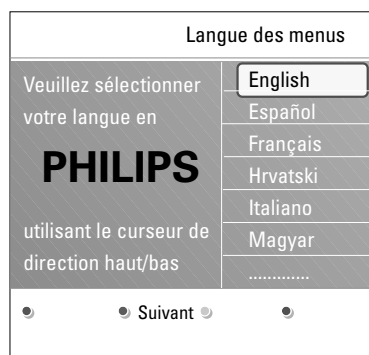 Langue des menus
Veuillez sélectionner
votre langue en
PHILIPS
utilisant le curseur de
direction haut/bas
English
Español
Français
Hrvatski
Italiano
Magyar
.............
Suivant